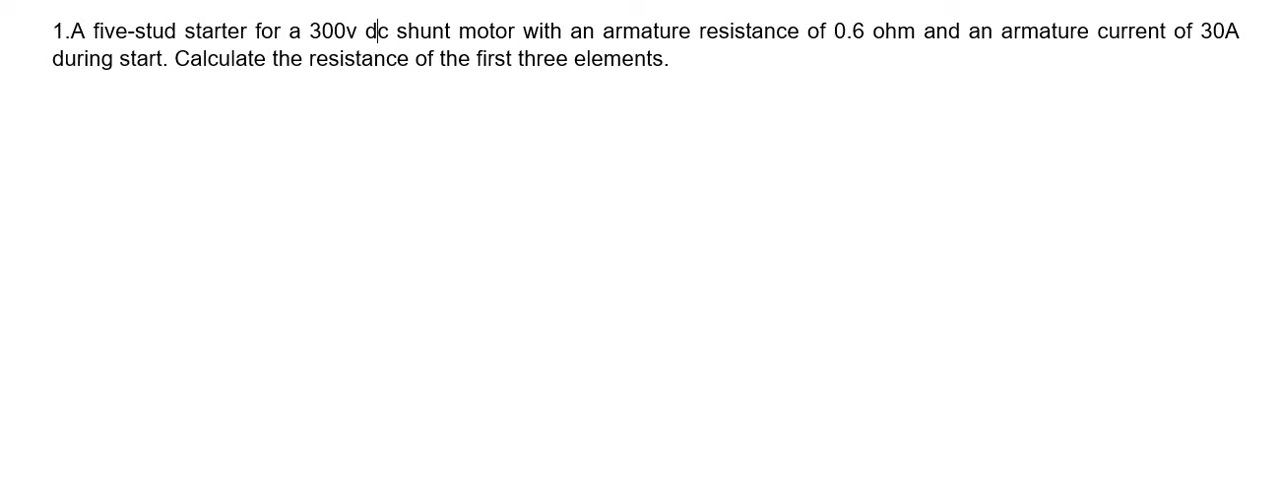 1.A five-stud starter for a 300v dc shunt motor with an armature resistance of 0.6 ohm and an armature current of 30A
during start. Calculate the resistance of the first three elements.